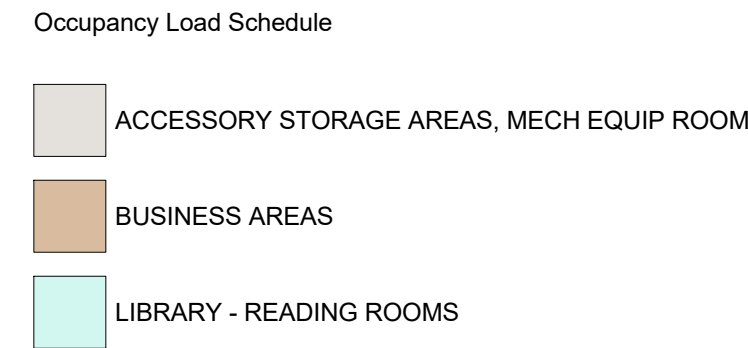 Occupancy Load Schedule
ACCESSORY STORAGE AREAS, MECH EQUIP ROOM
BUSINESS AREAS
LIBRARY - READING ROOMS